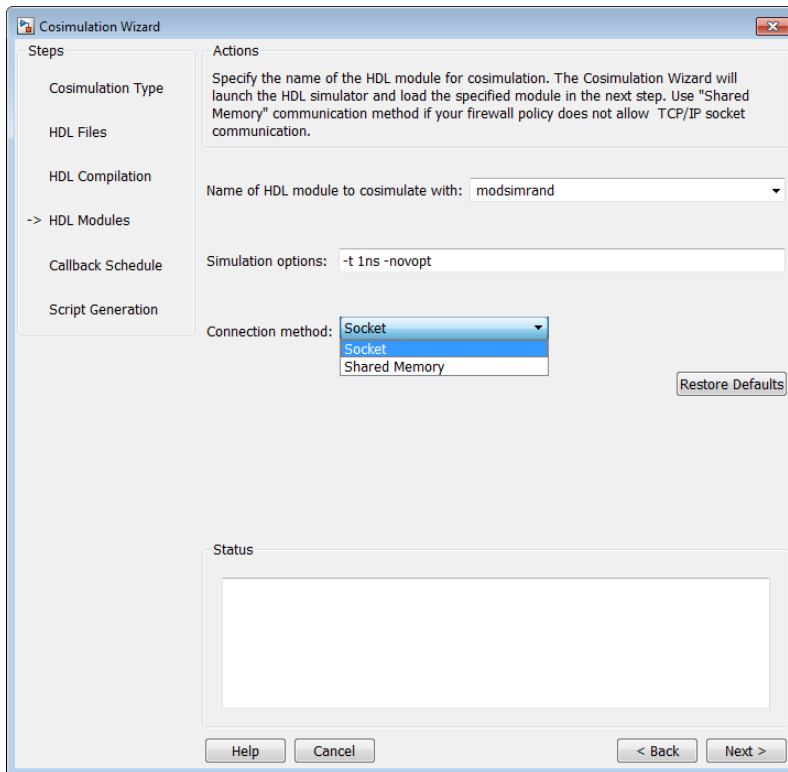 Cosimulation Wizard
Steps
Cosimulation Type
HDL Files
HDL Compilation
-> HDL Modules
Callback Schedule
Script Generation
Actions
Specify the name of the HDL module for cosimulation. The Cosimulation Wizard will
launch the HDL simulator and load the specified module in the next step. Use "Shared
Memory" communication method if your firewall policy does not allow TCP/IP socket
communication.
Name of HDL module to cosimulate with: modsimrand
Simulation options: -t 1ns -novopt
Connection method: Socket
Socket
Shared Memory
Restore Defaults
Status
Help Cancel < Back Next >